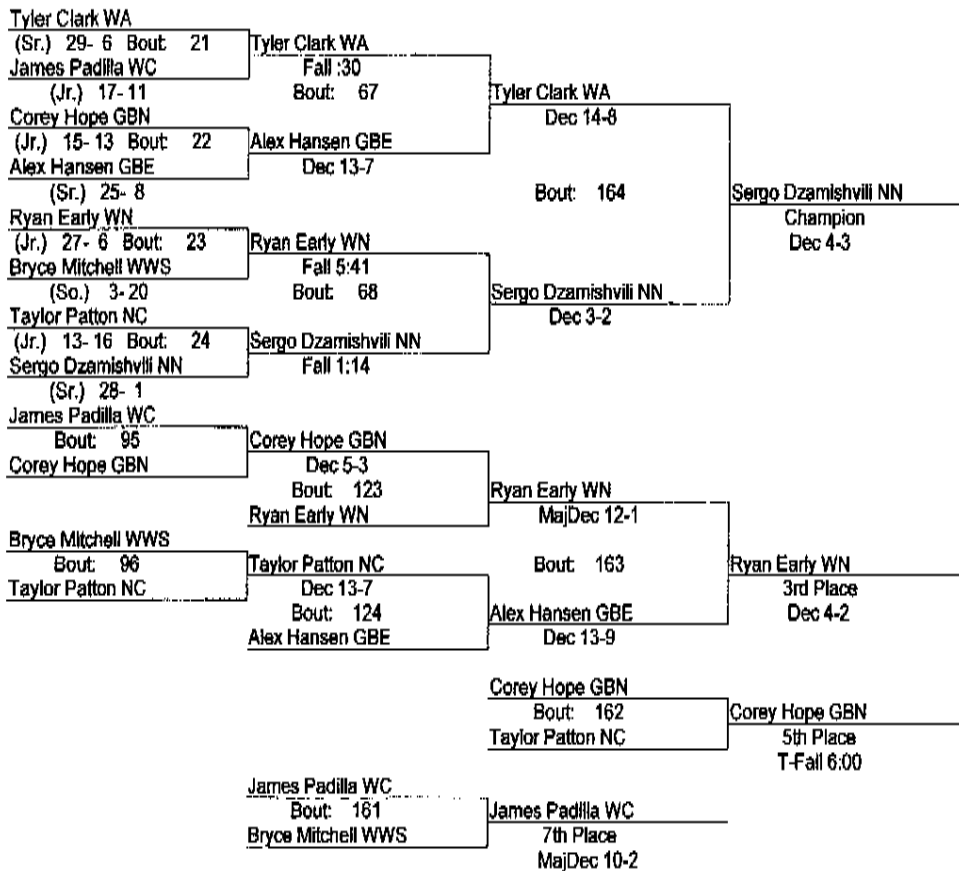 Tyler Clark WA
(Sr.) 29- 6 Bout: 21
James Padilla WC
(Jr.) 17- 11
Corey Hope GBN
(Jr.) 15- 13 Bout: 22
Alex Hansen GBE
(Sr.) 25- 8
Ryan Early WN
(Jr.) 27- 6 Bout: 23
Bryce Mitchell WWS
(So.) 3- 20
Taylor Patton NC
(Jr.) 13- 16 Bout: 24
Sergo Dzamishvili NN
(Sr.) 28- 1
Tyler Clark WA
Fall :30
Bout: 67
Alex Hansen GBE
Dec 13-7
Ryan Early WN
Fall 5:41
Bout: 68
Sergo Dzamishvili NN
Fall 1:14
Tyler Clark WA
Dec 14-8
Bout: 164
Sergo Dzamishvili NN
Dec 3-2
Sergo Dzamishvili NN
Champion
Dec 4-3
James Padilla WC
Bout: 95
Corey Hope GBN
Bryce Mitchell WWS
Bout: 96
Taylor Patton NC
Corey Hope GBN
Dec 5-3
Bout: 123
Ryan Early WN
Taylor Patton NC
Dec 13-7
Bout: 124
Alex Hansen GBE
Ryan Early WN
MajDec 12-1
Bout: 163
Alex Hansen GBE
Dec 13-9
Ryan Early WN
3rd Place
Dec 4-2
Corey Hope GBN
Bout: 162
Taylor Patton NC
Corey Hope GBN
5th Place
T-Fall 6:00
James Padilla WC
Bout: 161
Bryce Mitchell WWS
James Padilla WC
7th Place
MajDec 10-2